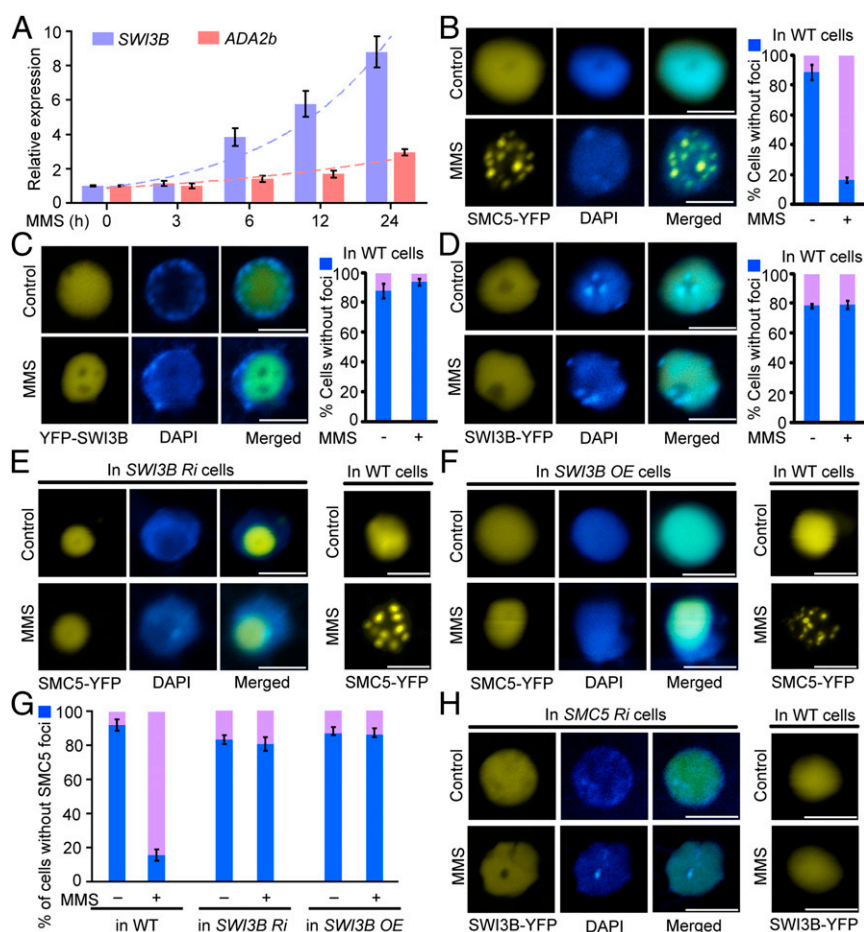 A
SWI3B ADA2b
Relative expression
10
8
6
4
2
0
MMS (h) 0 3 6 12 24
B
In WT cells
Control
MMS
SMC5-YFP DAPI Merged
% Cells without foci
100
80
60
40
20
0
MMS - +
C
In WT cells
Control
MMS
YFP-SWI3B DAPI Merged
% Cells without foci
100
80
60
40
20
0
MMS - +
D
In WT cells
Control
MMS
SWI3B-YFP DAPI Merged
% Cells without foci
100
80
60
40
20
0
MMS - +
E
In SWI3B Ri cells In WT cells
Control
Control
MMS
MMS
SMC5-YFP DAPI Merged SMC5-YFP
F
In SWI3B OE cells In WT cells
Control
Control
MMS
MMS
SMC5-YFP DAPI Merged SMC5-YFP
G
% of cells without SMC5 foci
100
80
60
40
20
0
MMS – + – + – +
in WT in SWI3B Ri in SWI3B OE
H
In SMC5 Ri cells In WT cells
Control
Control
MMS
MMS
SWI3B-YFP DAPI Merged SWI3B-YFP